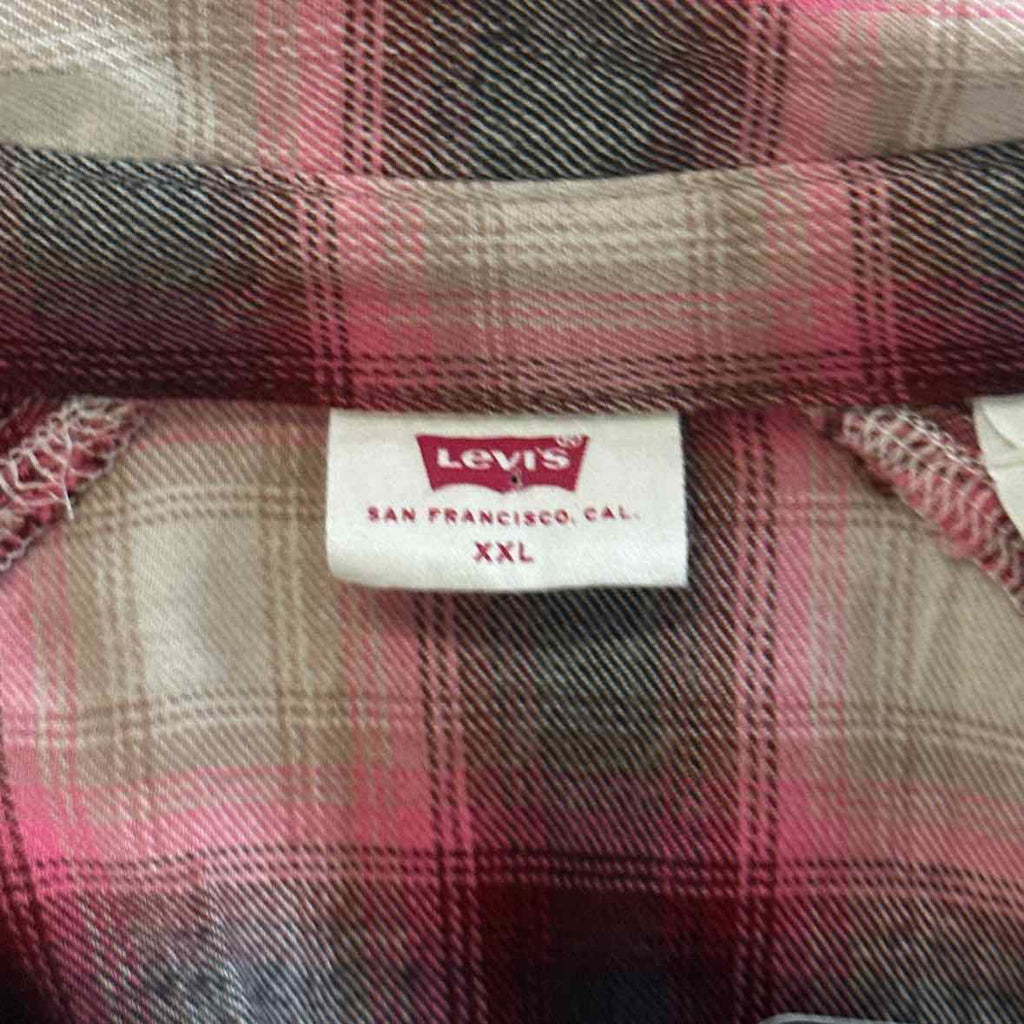 LEVI'S®
SAN FRANCISCO, CAL.
XXL